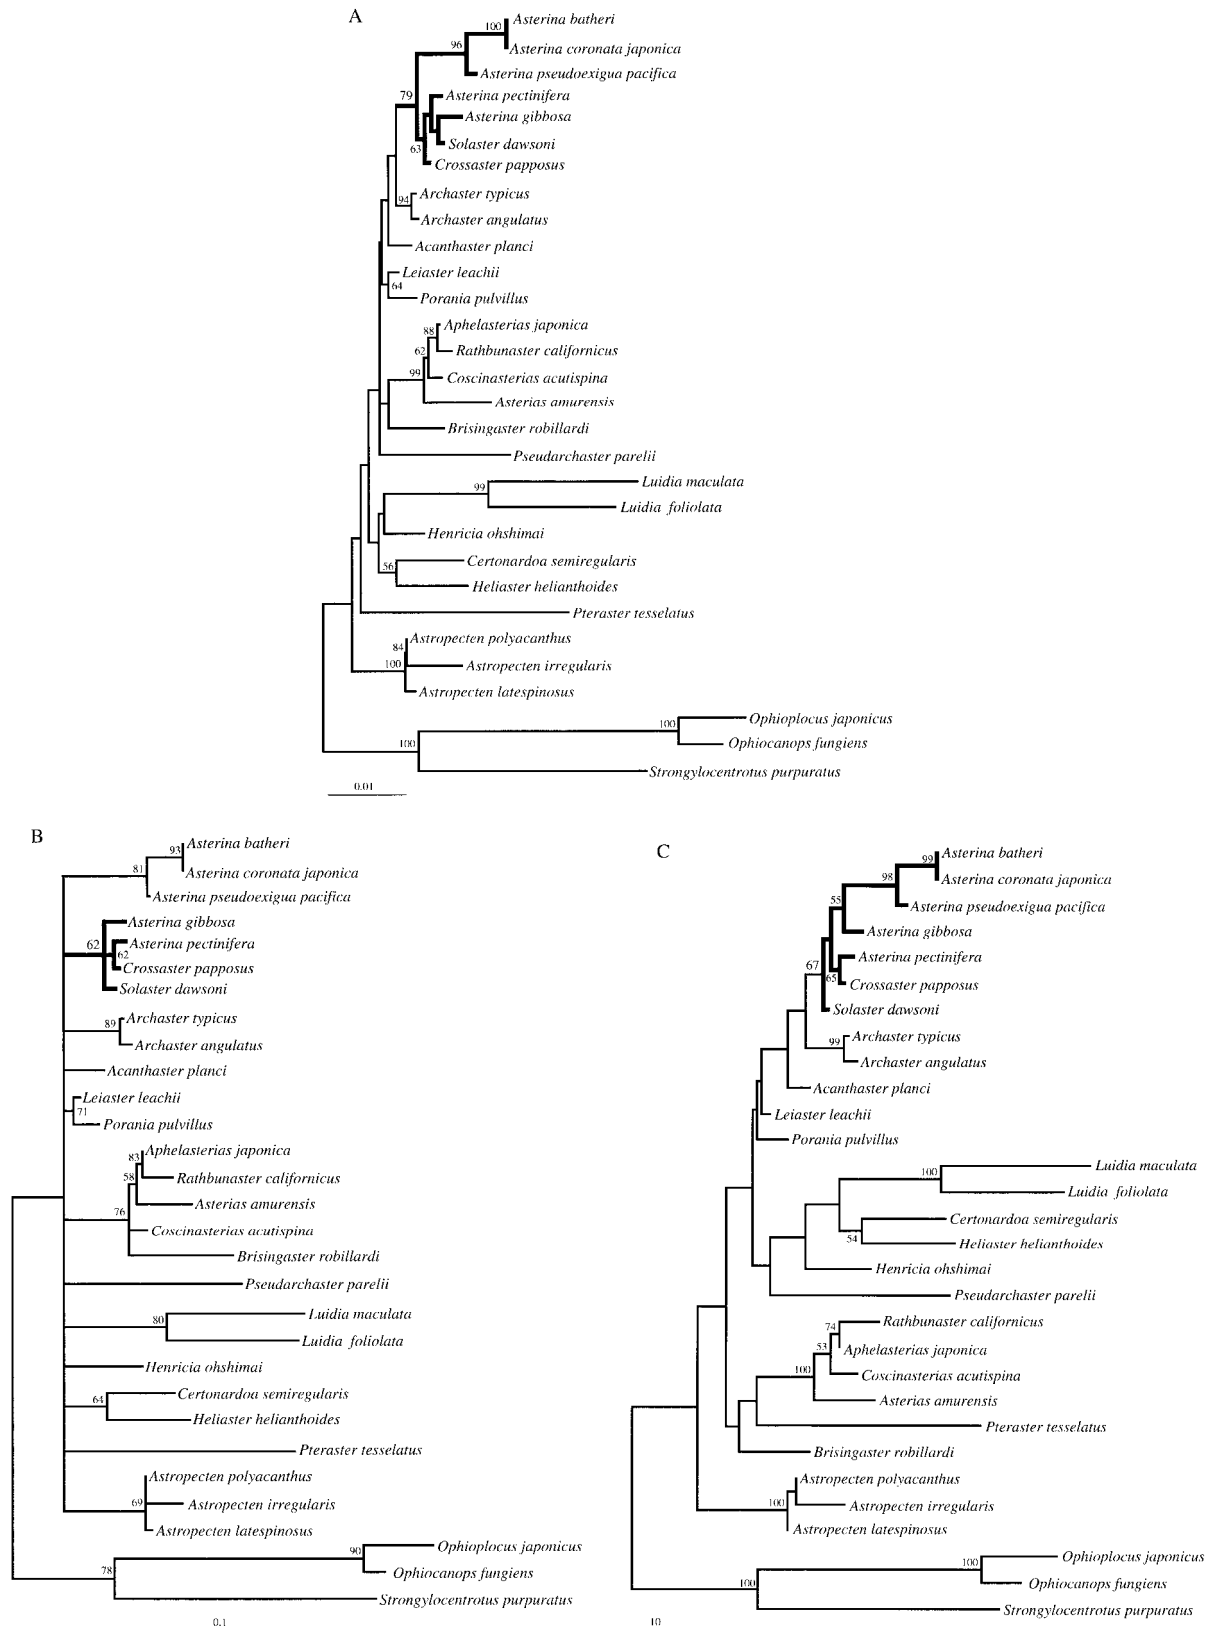 A
100
Asterina batheri
Asterina coronata japonica
96
Asterina pseudoexigua pacifica
79
Asterina pectinifera
Asterina gibbosa
63
Solaster dawsoni
Crossaster papposus
94
Archaster typicus
Archaster angulatus
Acanthaster planci
Leiaster leachii
64
Porania pulvillus
88
Aphelasterias japonica
62
Rathbunaster californicus
99
Coscinasterias acutispina
Asterias amurensis
Brisingaster robillardi
Pseudarchaster parelii
99
Luidia maculata
Luidia foliolata
Henricia ohshimai
56
Certonardoa semiregularis
Heliaster helianthoides
Pteraster tesselatus
84
Astropecten polyacanthus
100
Astropecten irregularis
Astropecten latespinosus
100
Ophioplocus japonicus
100
Ophiocanops fungiens
Strongylocentrotus purpuratus
0.01
B
93
Asterina batheri
81
Asterina coronata japonica
Asterina pseudoexigua pacifica
Asterina gibbosa
62
Asterina pectinifera
62
Crossaster papposus
Solaster dawsoni
89
Archaster typicus
Archaster angulatus
Acanthaster planci
Leiaster leachii
71
Porania pulvillus
83
Aphelasterias japonica
58
Rathbunaster californicus
Asterias amurensis
76
Coscinasterias acutispina
Brisingaster robillardi
Pseudarchaster parelii
80
Luidia maculata
Luidia foliolata
Henricia ohshimai
64
Certonardoa semiregularis
Heliaster helianthoides
Pteraster tesselatus
Astropecten polyacanthus
69
Astropecten irregularis
Astropecten latespinosus
90
Ophioplocus japonicus
78
Ophiocanops fungiens
Strongylocentrotus purpuratus
0.1
C
99
Asterina batheri
98
Asterina coronata japonica
55
Asterina pseudoexigua pacifica
Asterina gibbosa
67
Asterina pectinifera
65
Crossaster papposus
Solaster dawsoni
99
Archaster typicus
Archaster angulatus
Acanthaster planci
Leiaster leachii
Porania pulvillus
100
Luidia maculata
Luidia foliolata
Certonardoa semiregularis
54
Heliaster helianthoides
Henricia ohshimai
Pseudarchaster parelii
74
Rathbunaster californicus
53
Aphelasterias japonica
100
Coscinasterias acutispina
Asterias amurensis
Pteraster tesselatus
Brisingaster robillardi
Astropecten polyacanthus
100
Astropecten irregularis
Astropecten latespinosus
100
Ophioplocus japonicus
100
Ophiocanops fungiens
Strongylocentrotus purpuratus
10